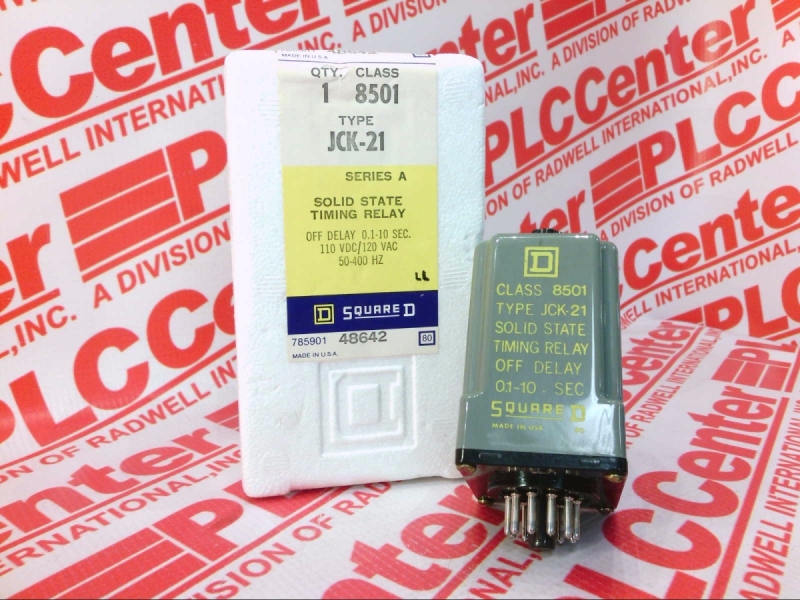 MADE IN U.S.A. 48642
QTY. CLASS
1 8501
TYPE
JCK-21
SERIES A
SOLID STATE
TIMING RELAY
OFF DELAY 0.1-10 SEC.
110 VDC/120 VAC
50-400 HZ
LL
D SQUARE D
785901 48642 80
MADE IN U.S.A.
D
CLASS 8501
TYPE JCK-21
SOLID STATE
TIMING RELAY
OFF DELAY
0.1-10 . SEC
SQUARE D
MADE IN U.S.A.
PLCCenter
A DIVISION OF RADWELL INTERNATIONAL, INC.